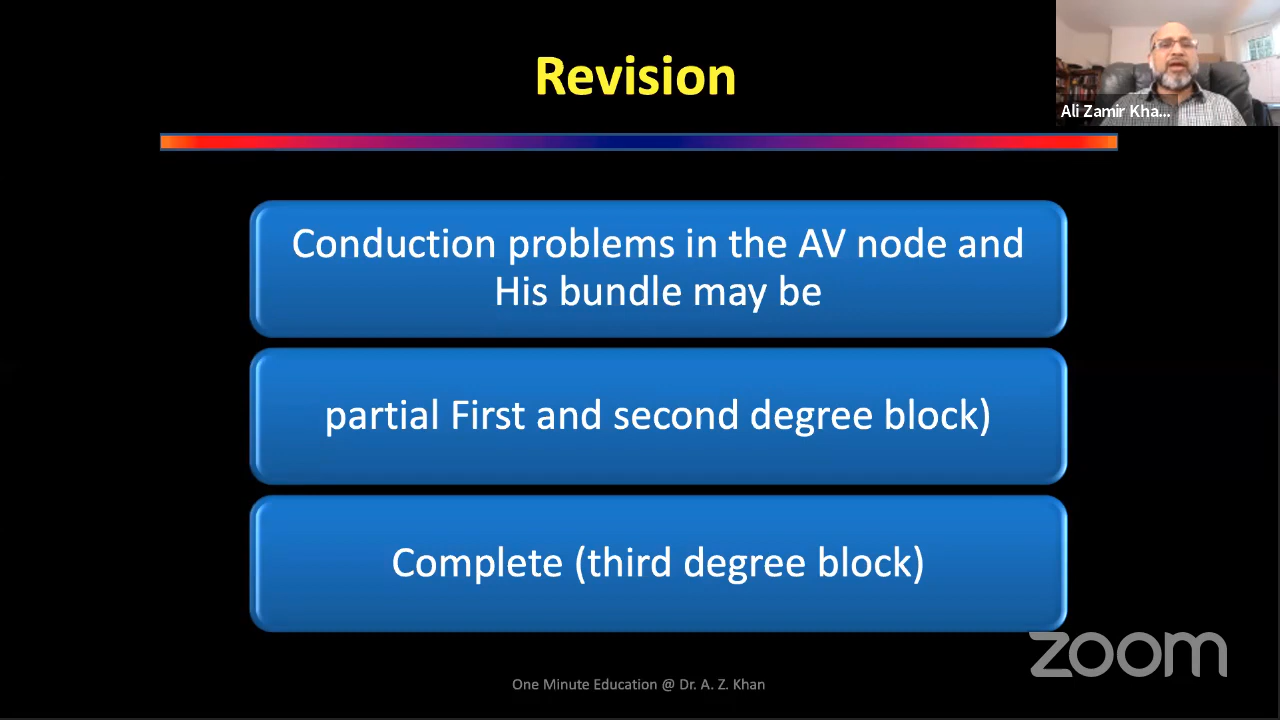 Revision
Ali Zamir Kha...
Conduction problems in the AV node and
His bundle may be
partial First and second degree block)
Complete (third degree block)
zoom
One Minute Education @ Dr. A. Z. Khan